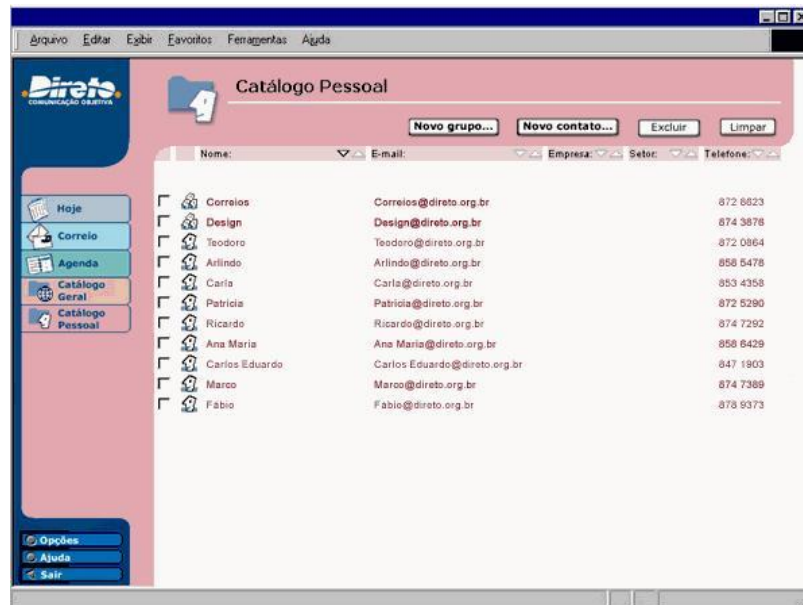 Arquivo Editar Exibir Favoritos Ferramentas Ajuda
Direto
COMUNICAÇÃO OBJETIVA
Catálogo Pessoal
Novo grupo... Novo contato... Excluir Limpar
Nome: E-mail: Empresa: Setor: Telefone:
Hoje
Correio
Agenda
Catálogo
Geral
Catálogo
Pessoal
Correios Correios@direto.org.br 872 8623
Design Design@direto.org.br 874 3876
Teodoro Teodoro@direto.org.br 872 0864
Arlindo Arlindo@direto.org.br 858 5478
Carla Carla@direto.org.br 853 4358
Patricia Patricia@direto.org.br 872 5290
Ricardo Ricardo@direto.org.br 874 7292
Ana Maria Ana Maria@direto.org.br 858 6429
Carlos Eduardo Carlos Eduardo@direto.org.br 847 1903
Marco Marco@direto.org.br 874 7389
Fabio Fabio@direto.org.br 878 9373
Opções
Ajuda
Sair